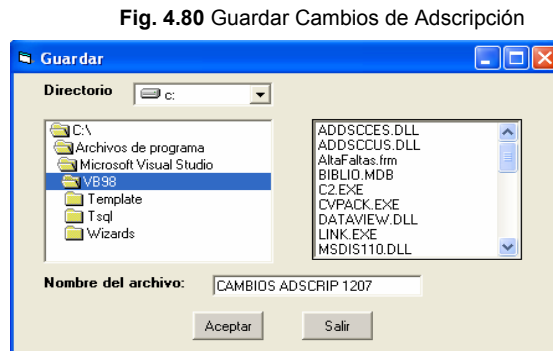 Fig. 4.80 Guardar Cambios de Adscripción
Guardar
Directorio
c:
C:\
Archivos de programa
Microsoft Visual Studio
VB98
Template
Tsql
Wizards
ADDSCCES.DLL
ADDSCCUS.DLL
AltaFaltas.frm
BIBLIO.MDB
C2.EXE
CVPACK.EXE
DATAVIEW.DLL
LINK.EXE
MSDIS110.DLL
Nombre del archivo:
CAMBIOS ADSCRIP 1207
Aceptar
Salir